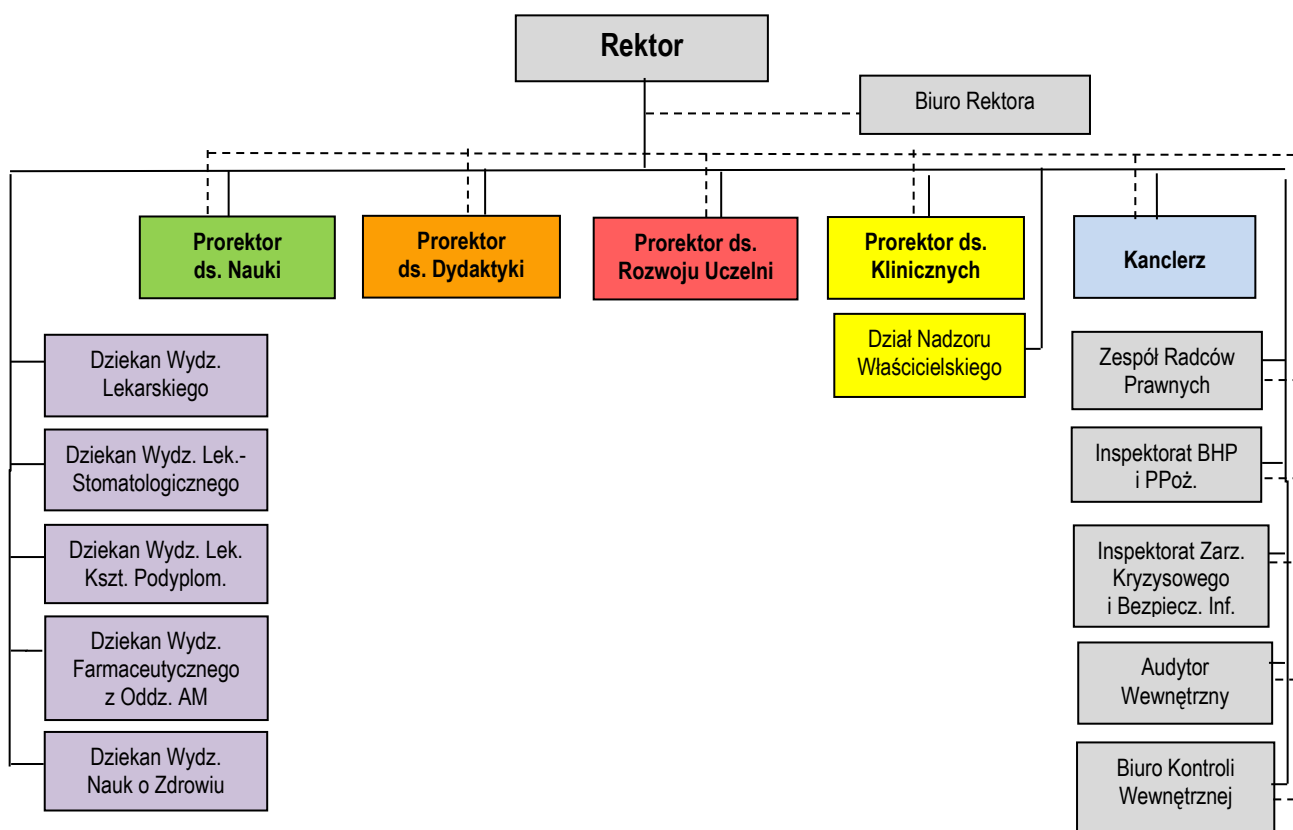 Rektor
Biuro Rektora
Prorektor
ds. Nauki
Prorektor
ds. Dydaktyki
Prorektor ds.
Rozwoju Uczelni
Prorektor ds.
Klinicznych
Kanclerz
Dział Nadzoru
Właścicielskiego
Dziekan Wydz.
Lekarskiego
Dziekan Wydz. Lek.-
Stomatologicznego
Dziekan Wydz. Lek.
Kszt. Podyplom.
Dziekan Wydz.
Farmaceutycznego
z Oddz. AM
Dziekan Wydz.
Nauk o Zdrowiu
Zespół Radców
Prawnych
Inspektorat BHP
i PPoż.
Inspektorat Zarz.
Kryzysowego
i Bezpiecz. Inf.
Audytor
Wewnętrzny
Biuro Kontroli
Wewnętrznej